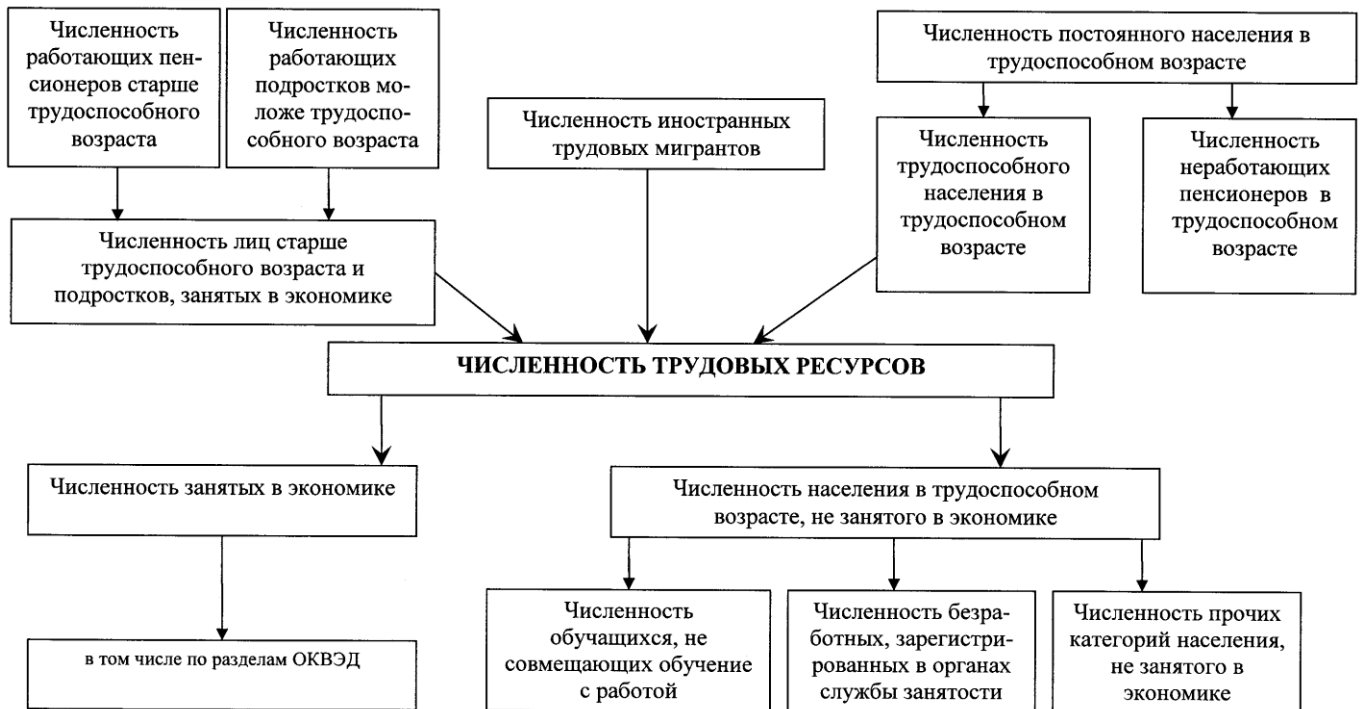 Численность
работающих пен-
сионеров старше
трудоспособного
возраста
Численность
работающих
подростков мо-
ложе трудоспо-
собного возраста
Численность иностранных
трудовых мигрантов
Численность постоянного населения в
трудоспособном возрасте
Численность
трудоспособного
населения в
трудоспособном
возрасте
Численность
неработающих
пенсионеров в
трудоспособном
возрасте
Численность лиц старше
трудоспособного возраста и
подростков, занятых в экономике
ЧИСЛЕННОСТЬ ТРУДОВЫХ РЕСУРСОВ
Численность занятых в экономике
Численность населения в трудоспособном
возрасте, не занятого в экономике
в том числе по разделам ОКВЭД
Численность
обучащихся, не
совмещающих обучение
с работой
Численность безра-
ботных, зарегистри-
рованных в органах
службы занятости
Численность прочих
категорий населения,
не занятого в
экономике